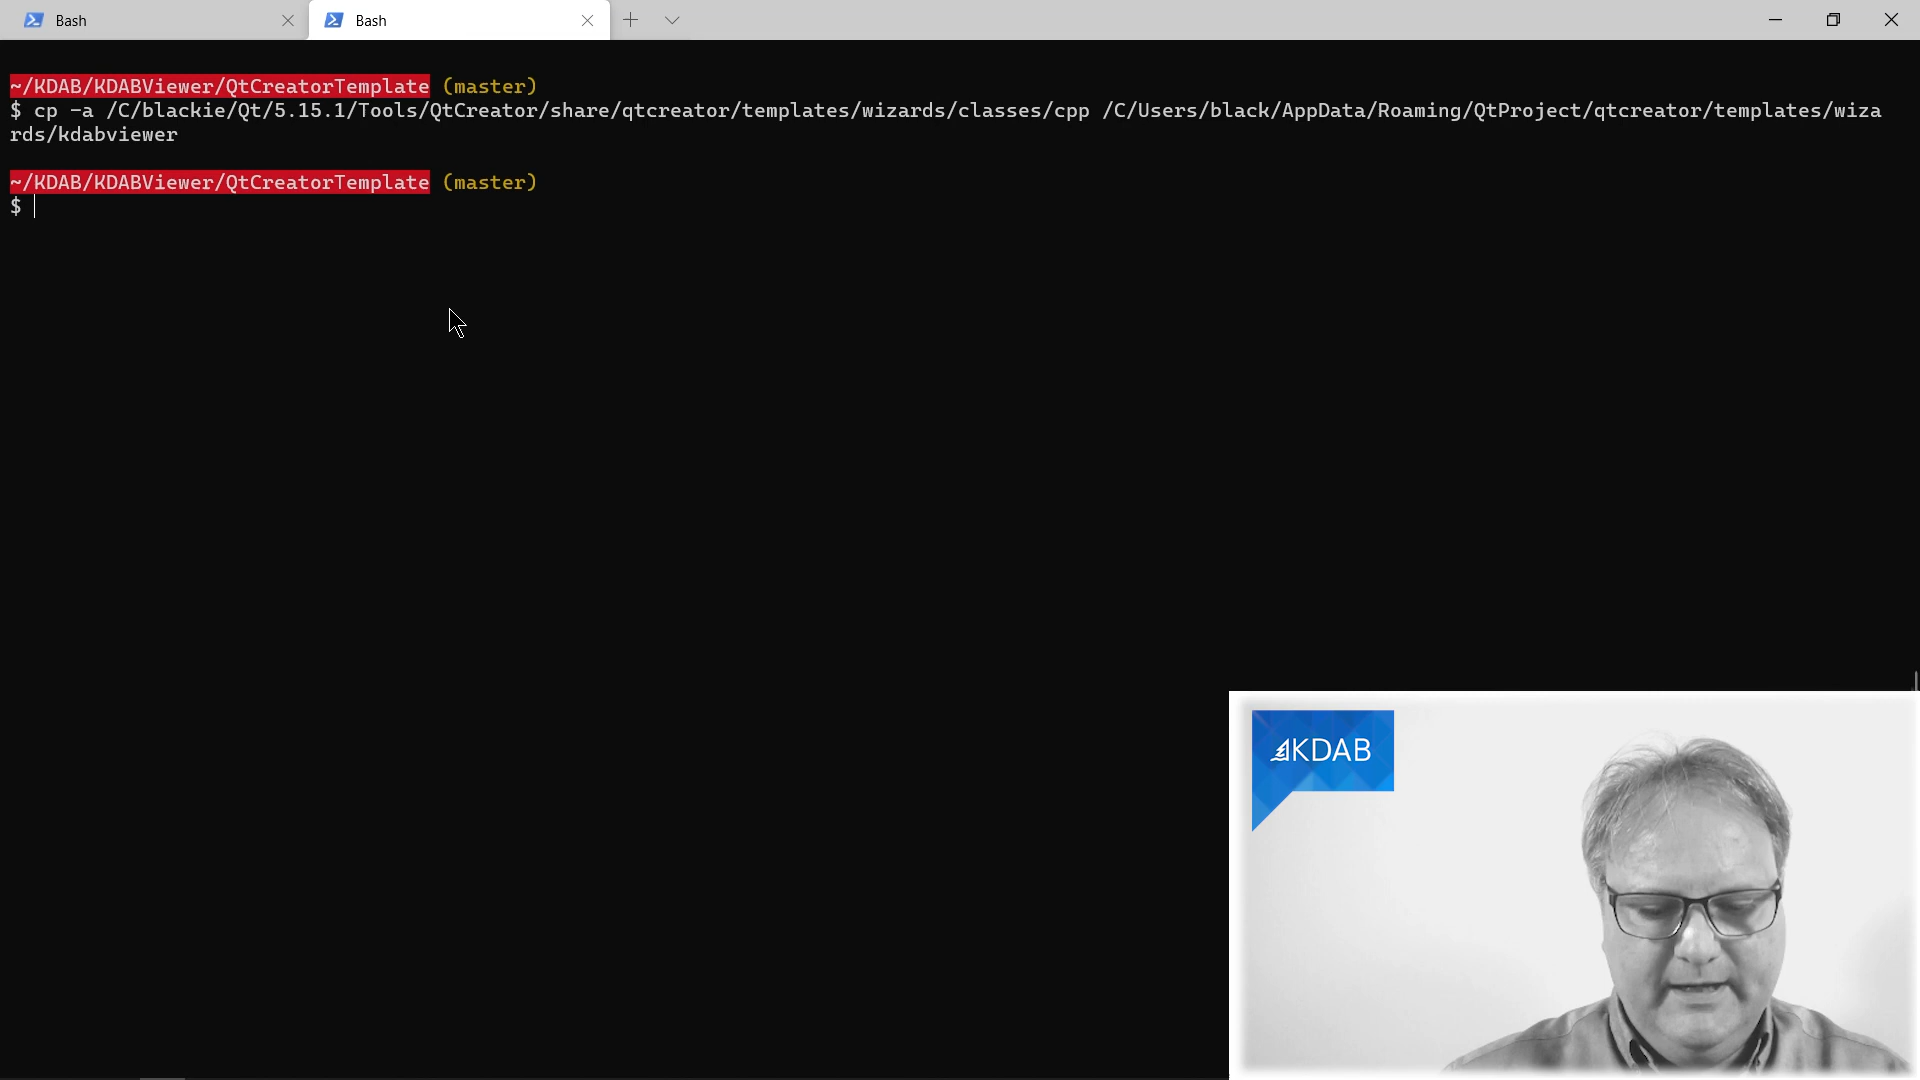 Bash
Bash
~/KDAB/KDABViewer/QtCreatorTemplate (master)
$ cp -a /C/blackie/Qt/5.15.1/Tools/QtCreator/share/qtcreator/templates/wizards/classes/cpp /C/Users/black/AppData/Roaming/QtProject/qtcreator/templates/wiza
rds/kdabviewer
~/KDAB/KDABViewer/QtCreatorTemplate (master)
$
KDAB